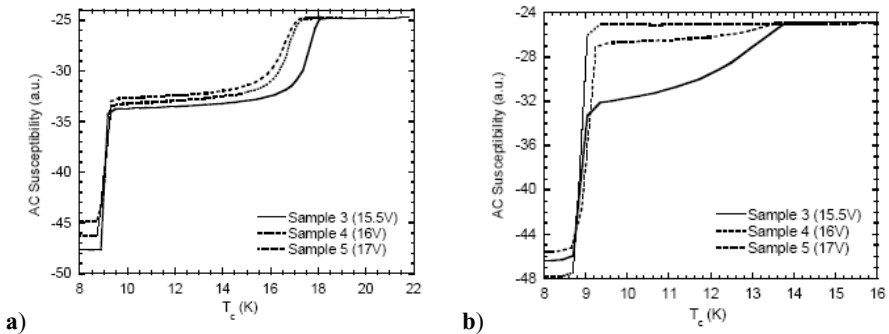 -25
-30
-35
-40
-45
-50
AC Susceptibility (a.u.)
Sample 3 (15.5V)
Sample 4 (16V)
Sample 5 (17V)
8 10 12 14 16 18 20 22
T_c (K)
a)
-24
-28
-32
-36
-40
-44
-48
AC Susceptibility (a.u.)
Sample 3 (15.5V)
Sample 4 (16V)
Sample 5 (17V)
8 9 10 11 12 13 14 15 16
T_c (K)
b)